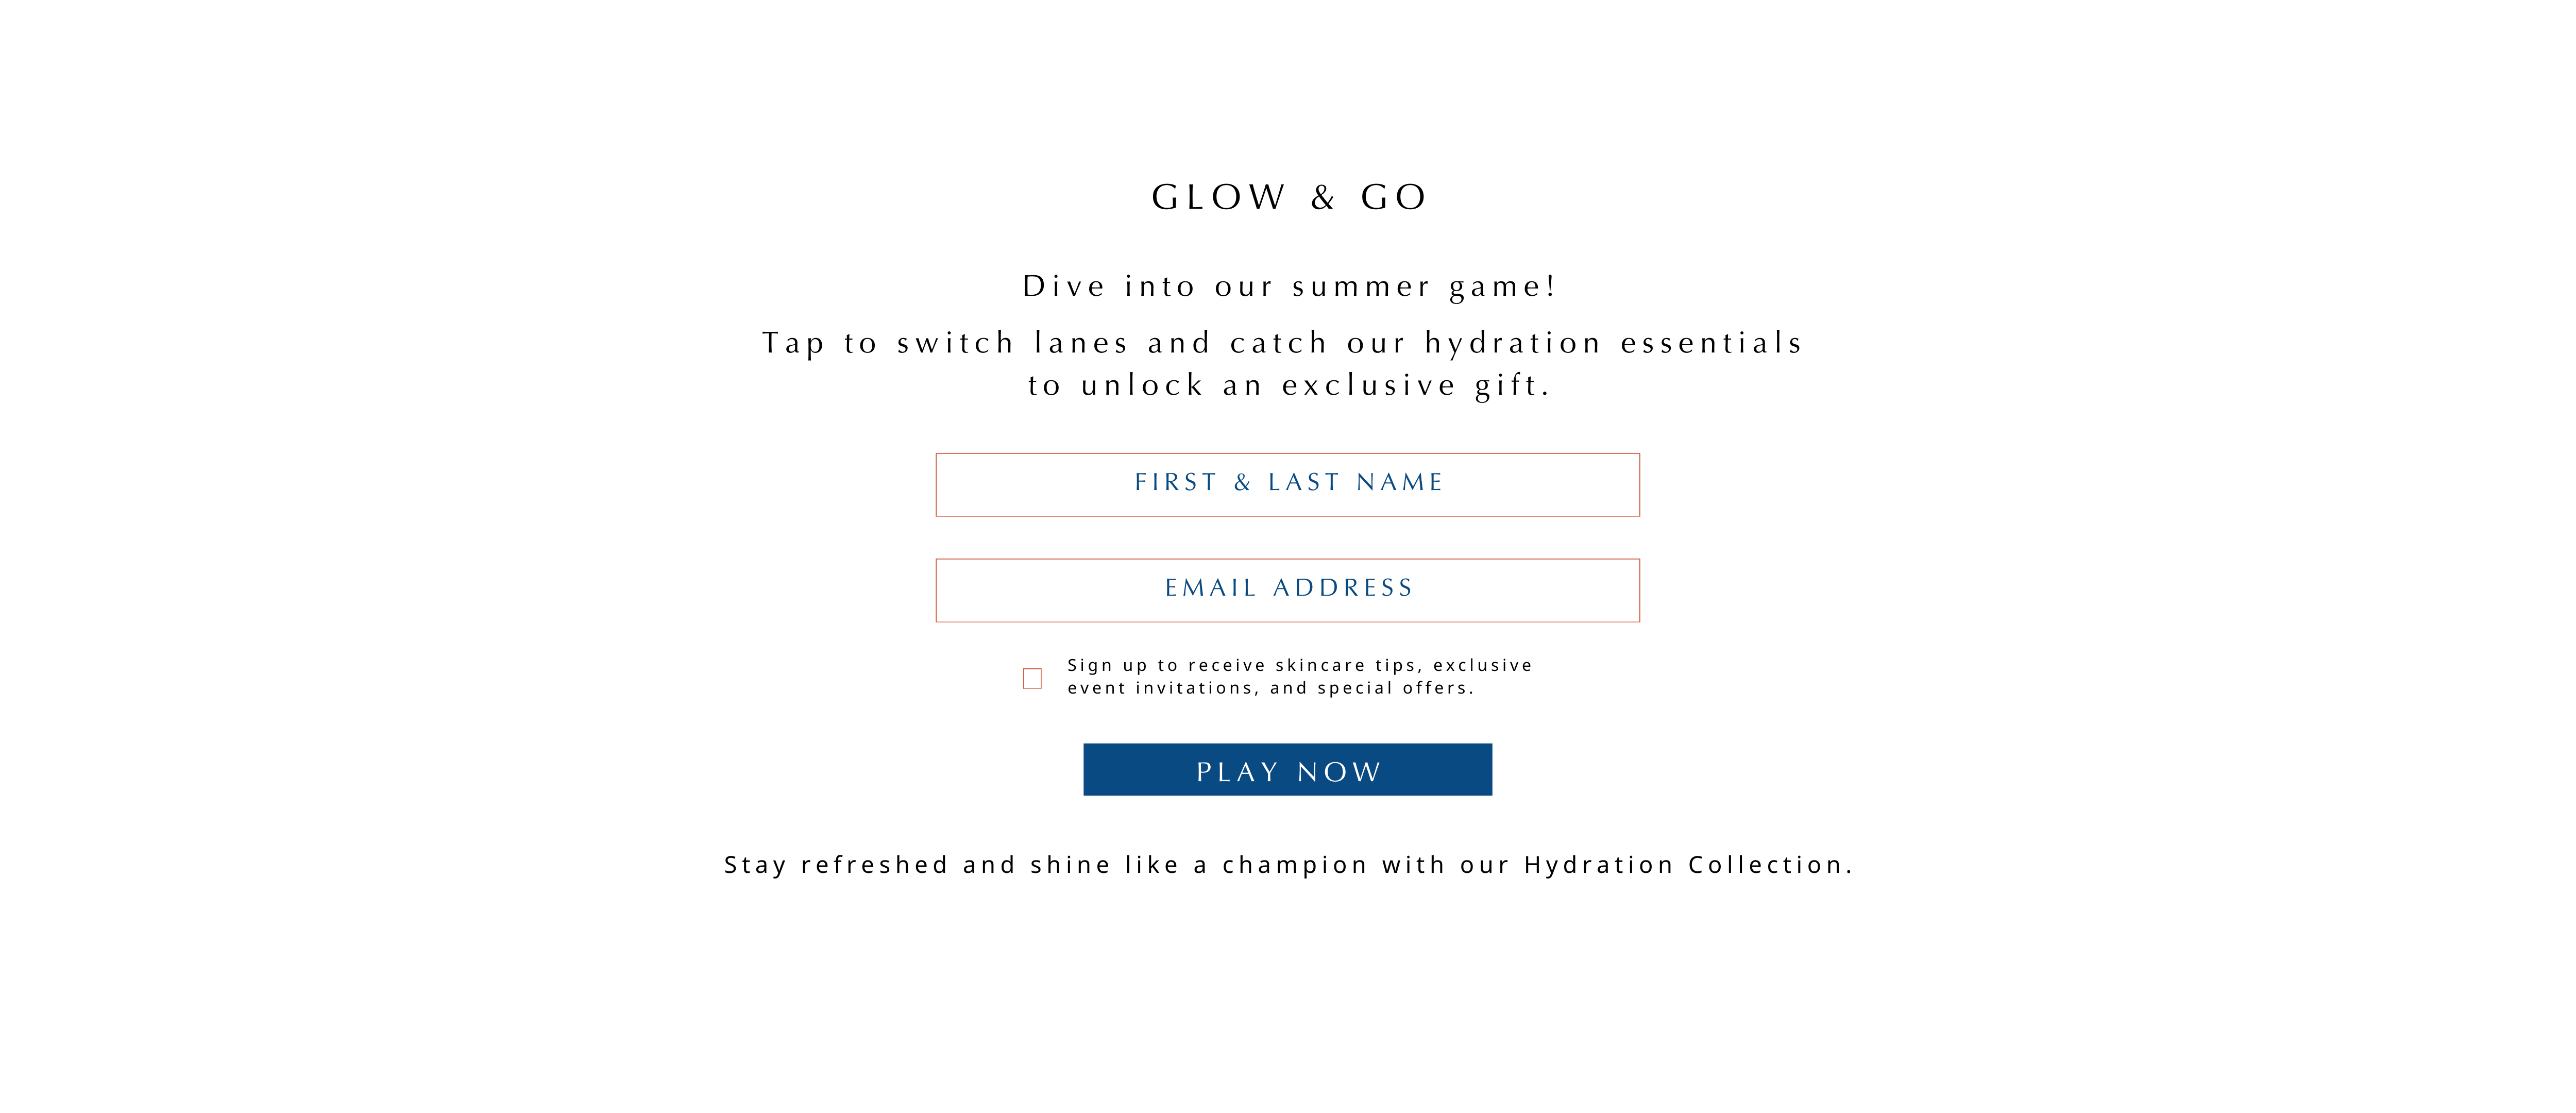 GLOW & GO
Dive into our summer game!
Tap to switch lanes and catch our hydration essentials
to unlock an exclusive gift.
FIRST & LAST NAME
EMAIL ADDRESS
Sign up to receive skincare tips, exclusive
event invitations, and special offers.
PLAY NOW
Stay refreshed and shine like a champion with our Hydration Collection.